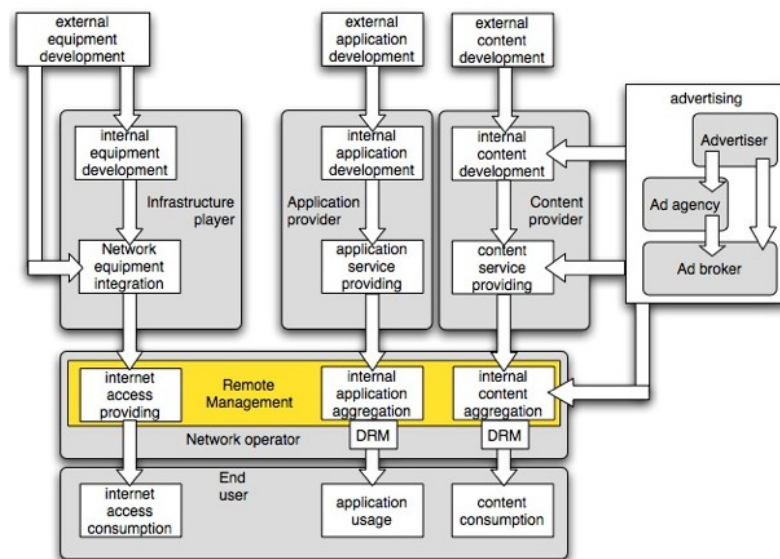 external
equipment
development
external
application
development
external
content
development
advertising
Advertiser
Ad agency
Ad broker
internal
equipment
development
Infrastructure
player
Network
equipment
integration
internal
application
development
Application
provider
application
service
providing
internal
content
development
Content
provider
content
service
providing
internet
access
providing
Remote
Management
internal
application
aggregation
internal
content
aggregation
Network operator
DRM
DRM
End
user
internet
access
consumption
application
usage
content
consumption